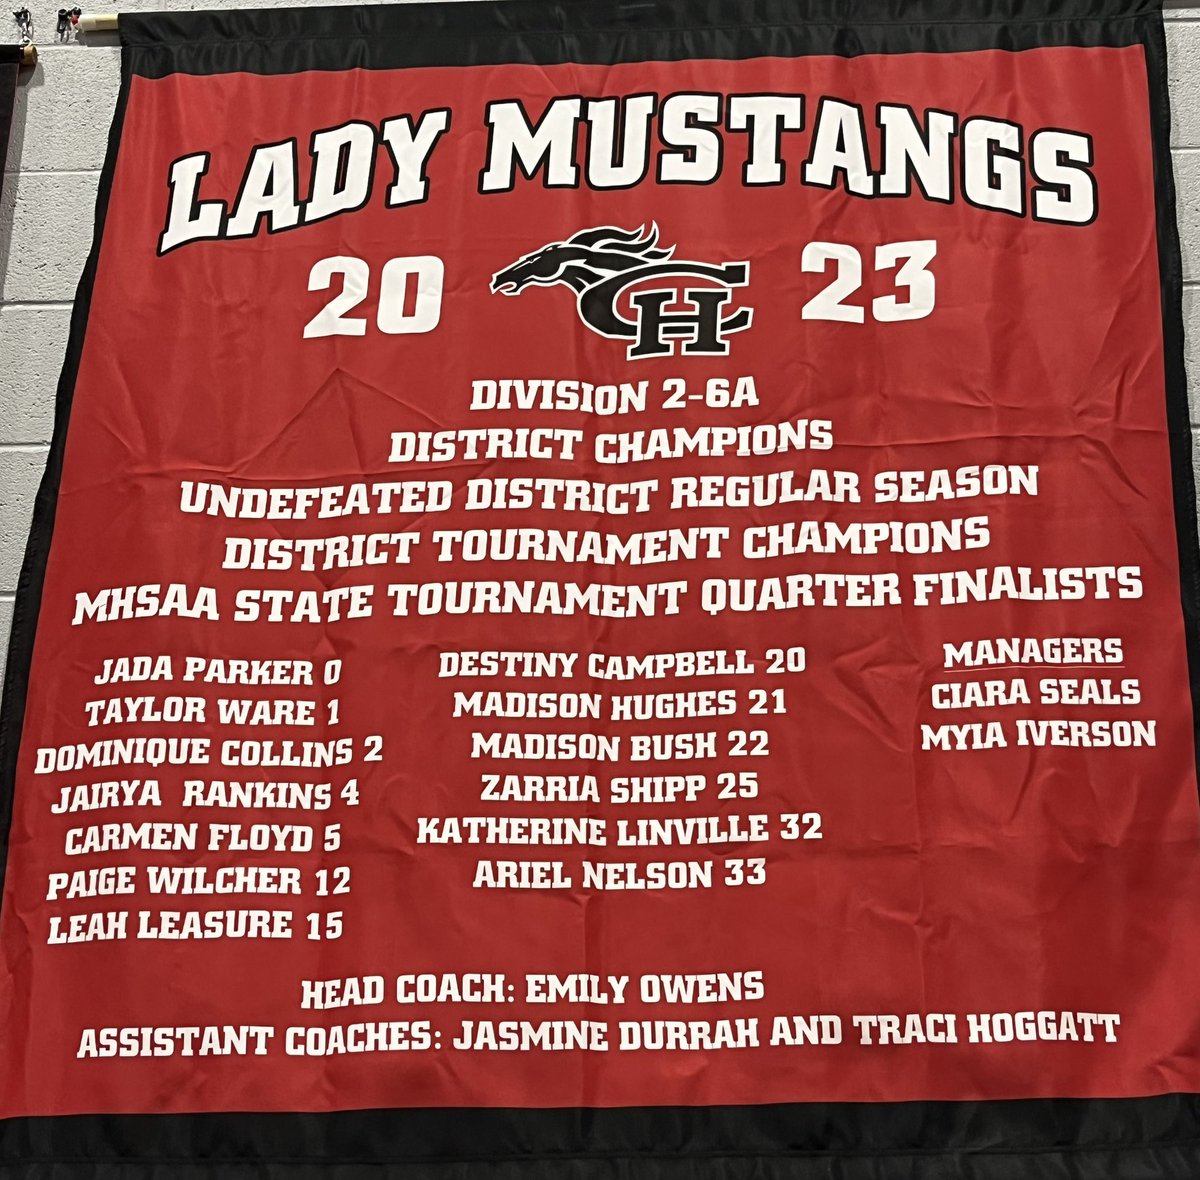 LADY MUSTANGS
20 CH 23
DIVISION 2-6A
DISTRICT CHAMPIONS
UNDEFEATED DISTRICT REGULAR SEASON
DISTRICT TOURNAMENT CHAMPIONS
MHSAA STATE TOURNAMENT QUARTER FINALISTS
JADA PARKER 0
TAYLOR WARE 1
DOMINIQUE COLLINS 2
JAIRYA RANKINS 4
CARMEN FLOYD 5
PAIGE WILCHER 12
LEAH LEASURE 15
DESTINY CAMPBELL 20
MADISON HUGHES 21
MADISON BUSH 22
ZARRIA SHIPP 25
KATHERINE LINVILLE 32
ARIEL NELSON 33
MANAGERS
CIARA SEALS
MYIA IVERSON
HEAD COACH: EMILY OWENS
ASSISTANT COACHES: JASMINE DURRAH AND TRACI HOGGATT